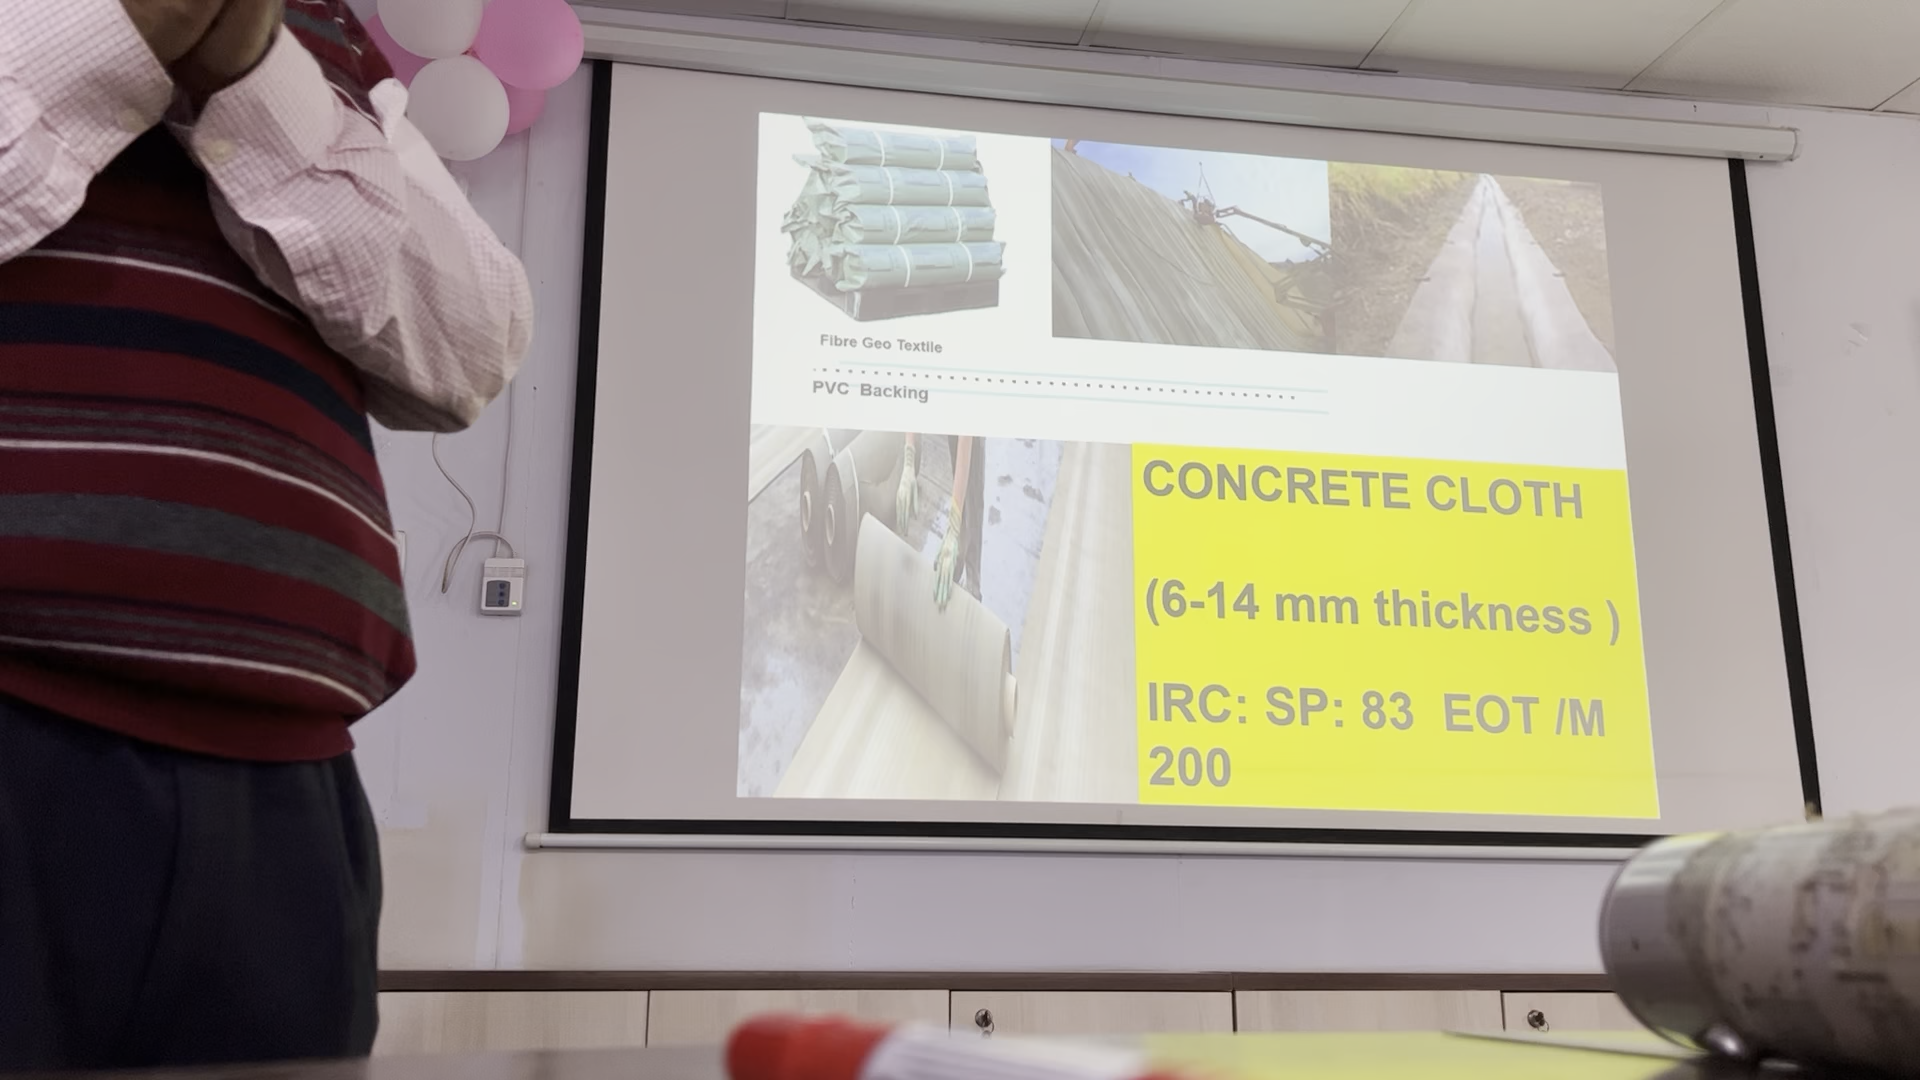 Fibre Geo Textile
PVC Backing
CONCRETE CLOTH
(6-14 mm thickness )
IRC: SP: 83 EOT /M
200